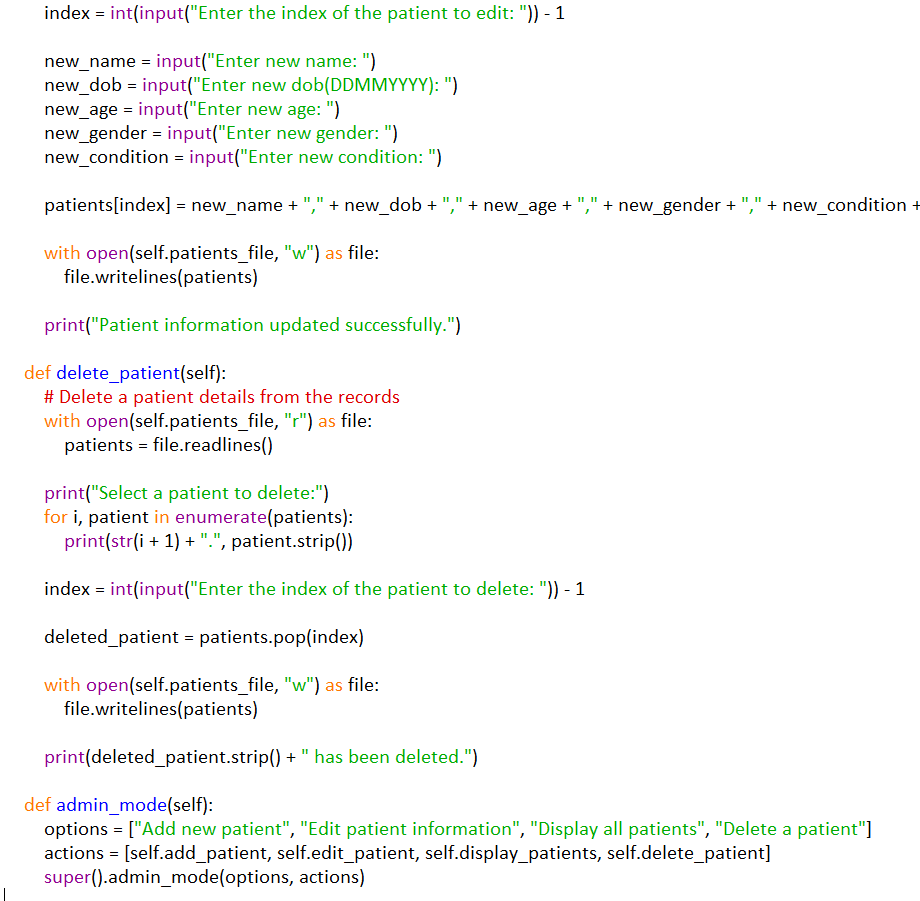 index = int(input("Enter the index of the patient to edit: ")) - 1
new_name = input("Enter new name: ")
new_dob = input("Enter new dob(DDMMYYYY): ")
new_age = input("Enter new age: ")
new_gender = input("Enter new gender: ")
new_condition = input("Enter new condition: ")
patients[index] = new_name + "," + new_dob + "," + new_age + "," + new_gender + "," + new_condition +
with open(self.patients_file, "w") as file:
file.writelines(patients)
print("Patient information updated successfully.")
def delete_patient(self):
# Delete a patient details from the records
with open(self.patients_file, "r") as file:
patients = file.readlines()
print("Select a patient to delete:")
for i, patient in enumerate(patients):
print(str(i + 1) + ".", patient.strip())
index = int(input("Enter the index of the patient to delete: ")) - 1
deleted_patient = patients.pop(index)
with open(self.patients_file, "w") as file:
file.writelines(patients)
print(deleted_patient.strip() + " has been deleted.")
def admin_mode(self):
options = ["Add new patient", "Edit patient information", "Display all patients", "Delete a patient"]
actions = [self.add_patient, self.edit_patient, self.display_patients, self.delete_patient]
super().admin_mode(options, actions)